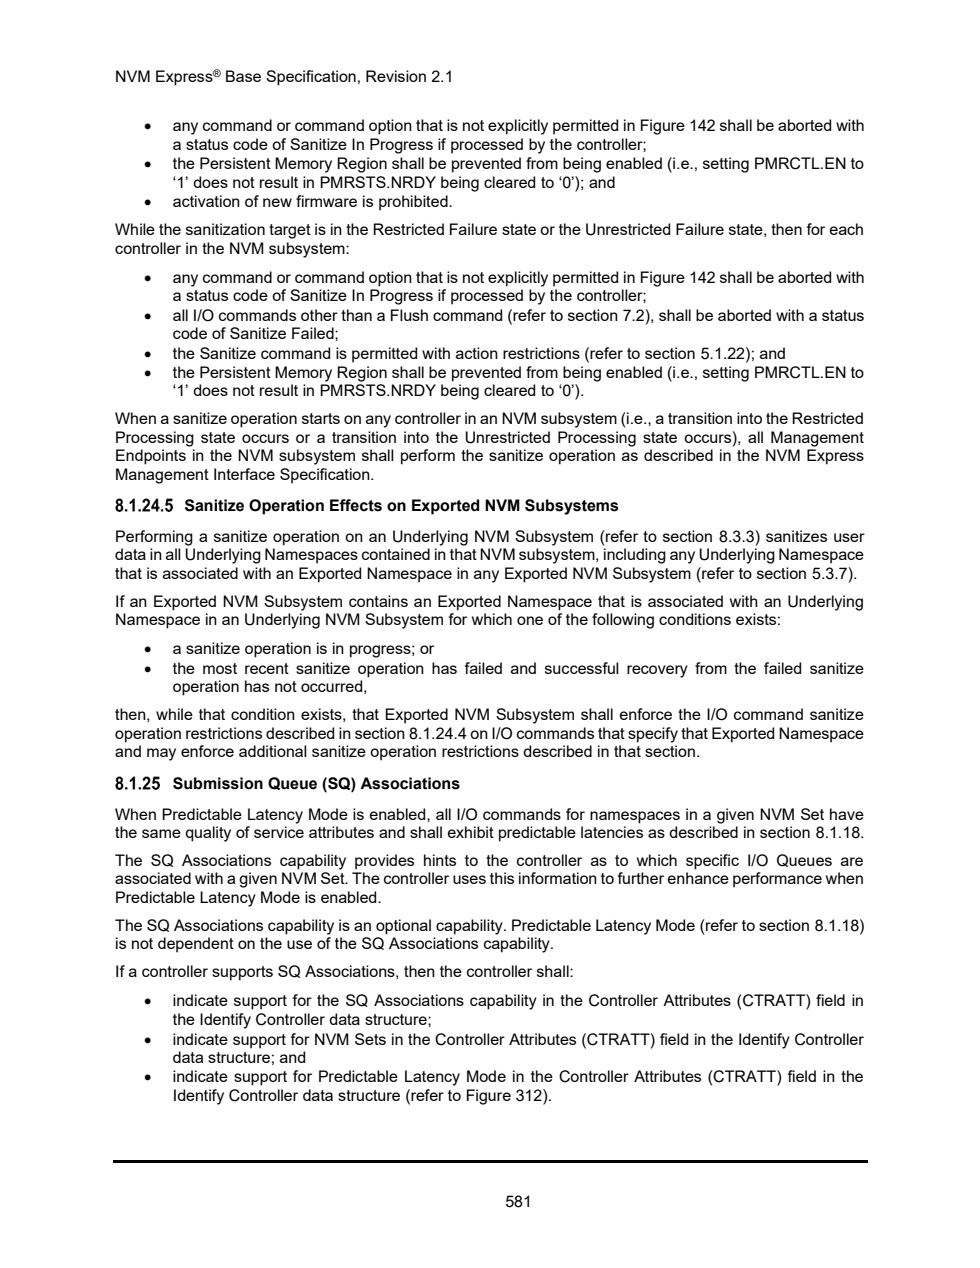 NVM Express® Base Specification, Revision 2.1
• any command or command option that is not explicitly permitted in Figure 142 shall be aborted with
a status code of Sanitize In Progress if processed by the controller;
• the Persistent Memory Region shall be prevented from being enabled (i.e., setting PMRCTL.EN to
‘1’ does not result in PMRSTS.NRDY being cleared to ‘0’); and
• activation of new firmware is prohibited.
While the sanitization target is in the Restricted Failure state or the Unrestricted Failure state, then for each
controller in the NVM subsystem:
• any command or command option that is not explicitly permitted in Figure 142 shall be aborted with
a status code of Sanitize In Progress if processed by the controller;
• all I/O commands other than a Flush command (refer to section 7.2), shall be aborted with a status
code of Sanitize Failed;
• the Sanitize command is permitted with action restrictions (refer to section 5.1.22); and
• the Persistent Memory Region shall be prevented from being enabled (i.e., setting PMRCTL.EN to
‘1’ does not result in PMRSTS.NRDY being cleared to ‘0’).
When a sanitize operation starts on any controller in an NVM subsystem (i.e., a transition into the Restricted
Processing state occurs or a transition into the Unrestricted Processing state occurs), all Management
Endpoints in the NVM subsystem shall perform the sanitize operation as described in the NVM Express
Management Interface Specification.
8.1.24.5 Sanitize Operation Effects on Exported NVM Subsystems
Performing a sanitize operation on an Underlying NVM Subsystem (refer to section 8.3.3) sanitizes user
data in all Underlying Namespaces contained in that NVM subsystem, including any Underlying Namespace
that is associated with an Exported Namespace in any Exported NVM Subsystem (refer to section 5.3.7).
If an Exported NVM Subsystem contains an Exported Namespace that is associated with an Underlying
Namespace in an Underlying NVM Subsystem for which one of the following conditions exists:
• a sanitize operation is in progress; or
• the most recent sanitize operation has failed and successful recovery from the failed sanitize
operation has not occurred,
then, while that condition exists, that Exported NVM Subsystem shall enforce the I/O command sanitize
operation restrictions described in section 8.1.24.4 on I/O commands that specify that Exported Namespace
and may enforce additional sanitize operation restrictions described in that section.
8.1.25 Submission Queue (SQ) Associations
When Predictable Latency Mode is enabled, all I/O commands for namespaces in a given NVM Set have
the same quality of service attributes and shall exhibit predictable latencies as described in section 8.1.18.
The SQ Associations capability provides hints to the controller as to which specific I/O Queues are
associated with a given NVM Set. The controller uses this information to further enhance performance when
Predictable Latency Mode is enabled.
The SQ Associations capability is an optional capability. Predictable Latency Mode (refer to section 8.1.18)
is not dependent on the use of the SQ Associations capability.
If a controller supports SQ Associations, then the controller shall:
• indicate support for the SQ Associations capability in the Controller Attributes (CTRATT) field in
the Identify Controller data structure;
• indicate support for NVM Sets in the Controller Attributes (CTRATT) field in the Identify Controller
data structure; and
• indicate support for Predictable Latency Mode in the Controller Attributes (CTRATT) field in the
Identify Controller data structure (refer to Figure 312).
581